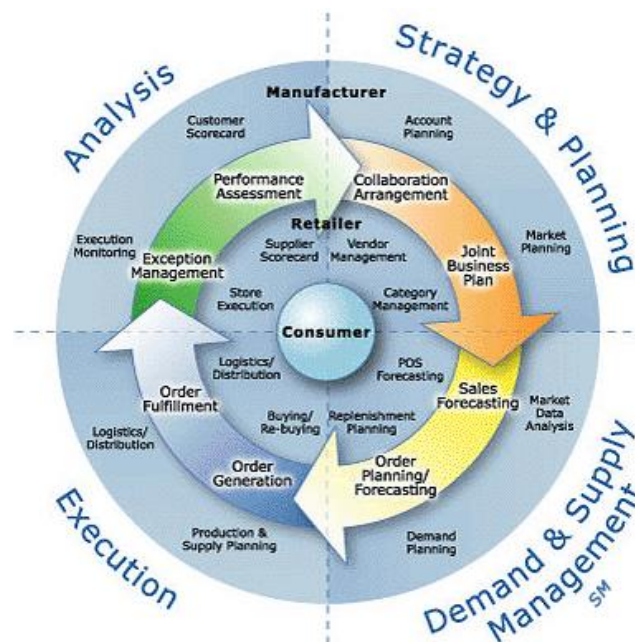 Analysis
Strategy & Planning
Manufacturer
Customer
Scorecard
Account
Planning
Performance
Assessment
Collaboration
Arrangement
Retailer
Execution
Monitoring
Exception
Management
Supplier
Scorecard
Vendor
Management
Joint
Business
Plan
Market
Planning
Store
Execution
Category
Management
Consumer
Logistics/
Distribution
POS
Forecasting
Order
Fulfillment
Sales
Forecasting
Market
Data
Analysis
Logistics/
Distribution
Buying/
Re-buying
Replenishment
Planning
Order
Generation
Order
Planning/
Forecasting
Production &
Supply Planning
Demand
Planning
Execution
Demand & Supply
Management SM